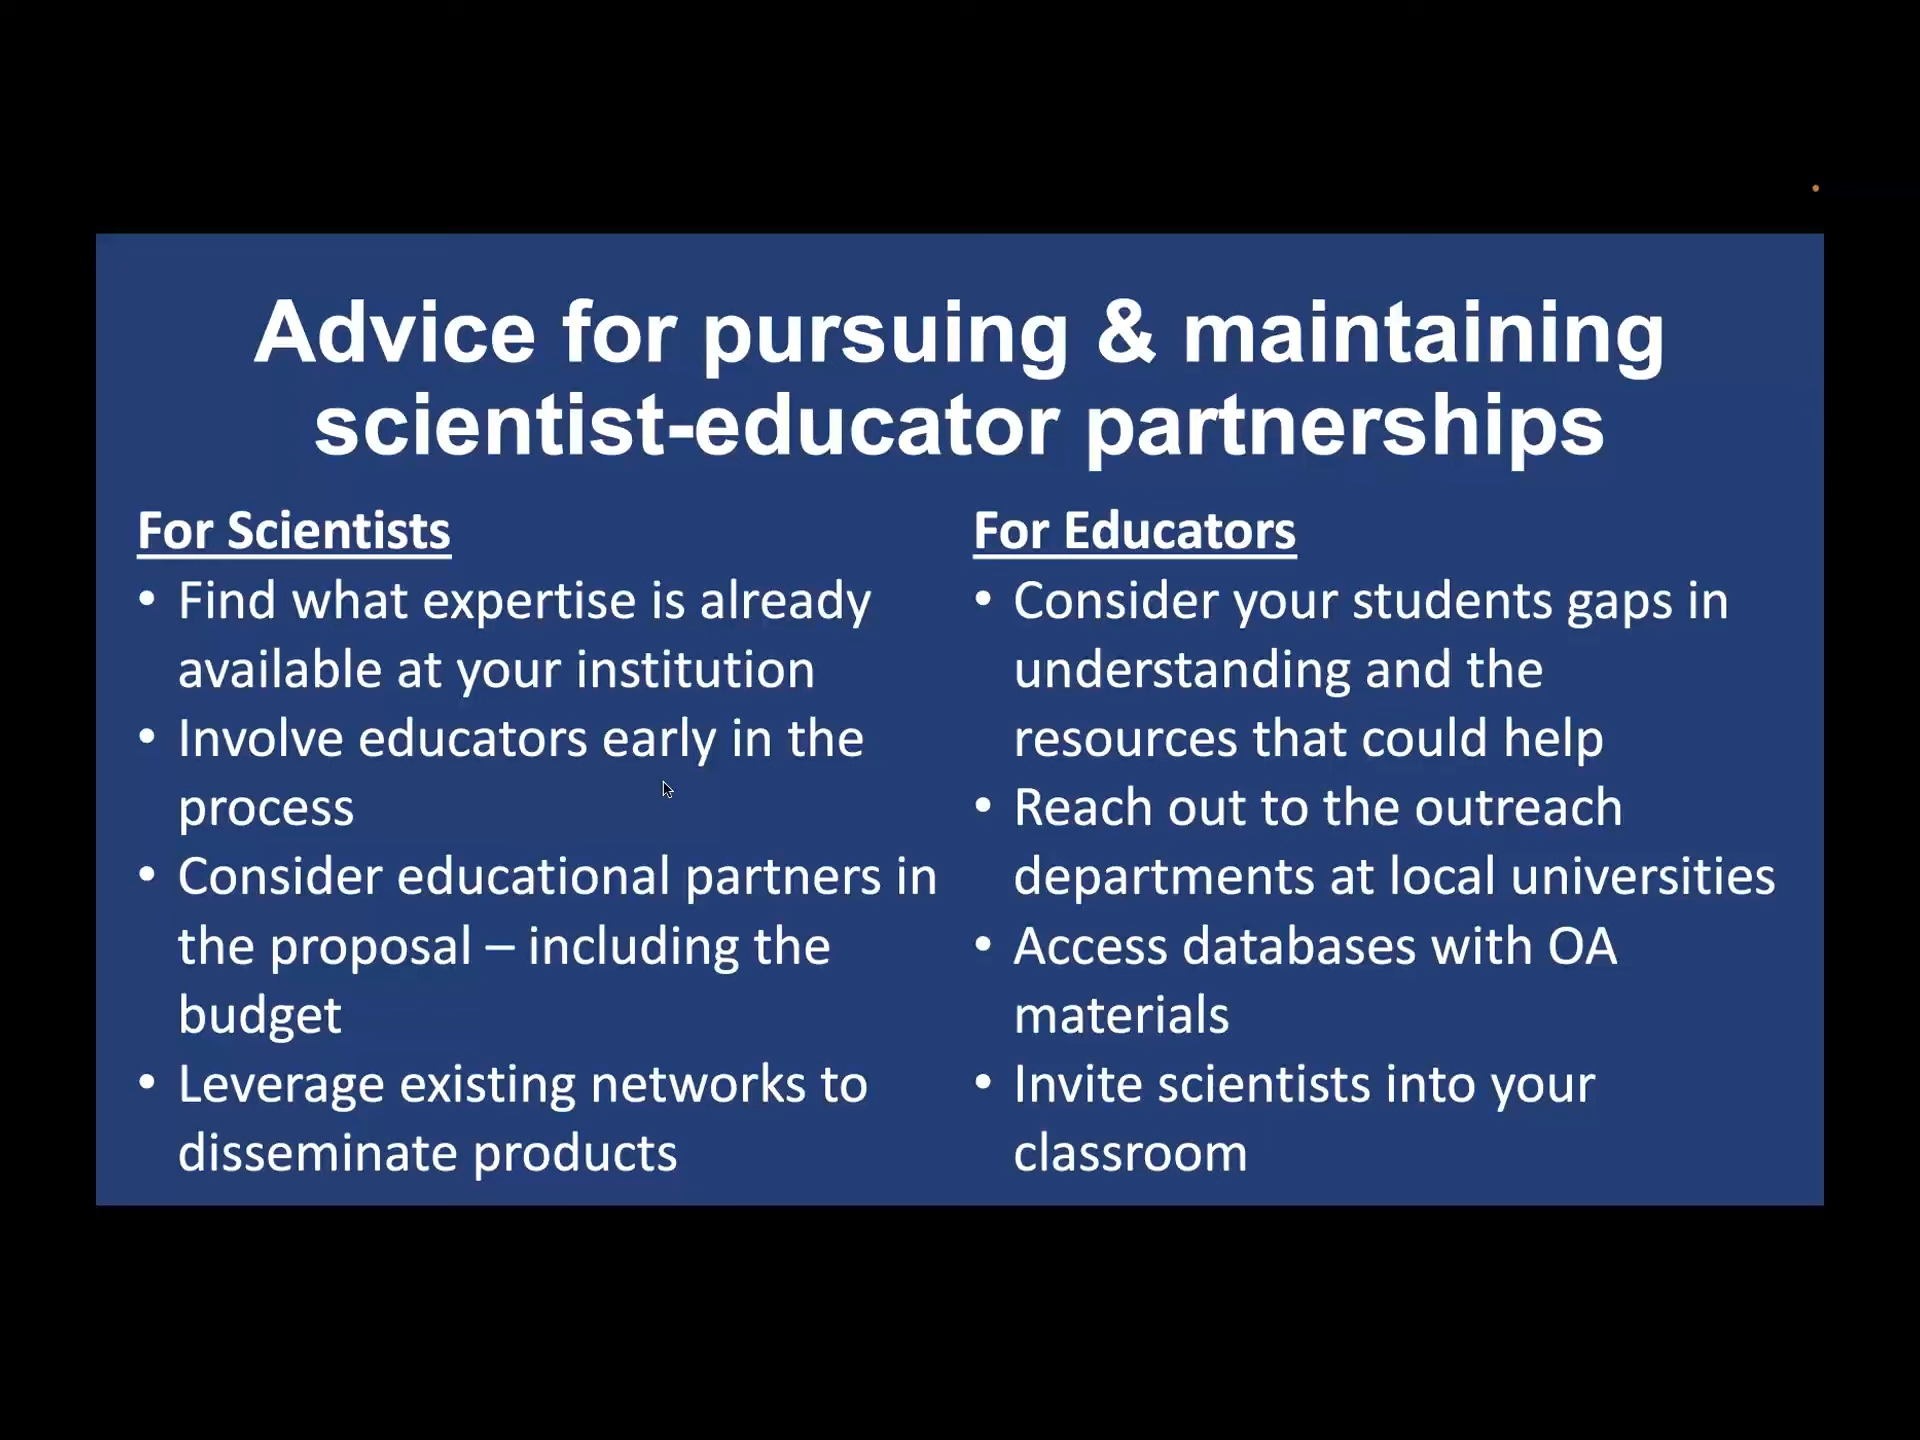 Advice for pursuing & maintaining
scientist-educator partnerships
For Scientists
• Find what expertise is already
available at your institution
• Involve educators early in the
process
• Consider educational partners in
the proposal – including the
budget
• Leverage existing networks to
disseminate products
For Educators
• Consider your students gaps in
understanding and the
resources that could help
• Reach out to the outreach
departments at local universities
• Access databases with OA
materials
• Invite scientists into your
classroom